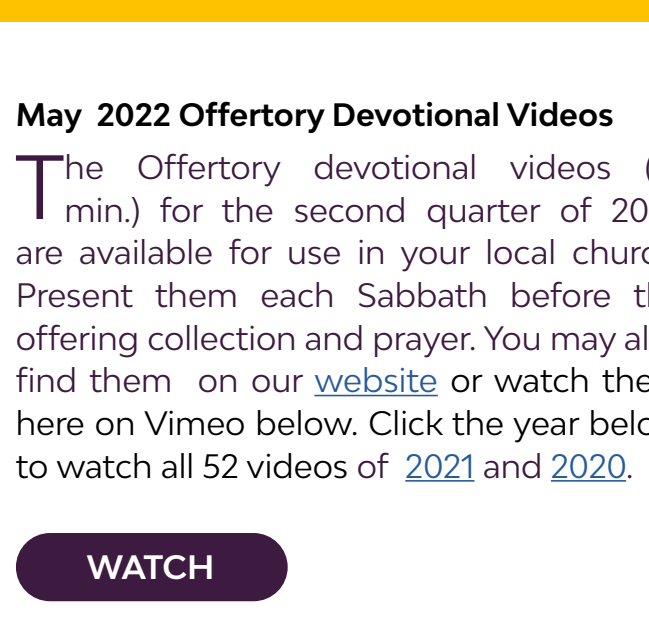 May 2022 Offertory Devotional Videos
The Offertory devotional videos (
min.) for the second quarter of 20
are available for use in your local churc
Present them each Sabbath before t
offering collection and prayer. You may al
find them on our website or watch the
here on Vimeo below. Click the year belo
to watch all 52 videos of 2021 and 2020.
WATCH